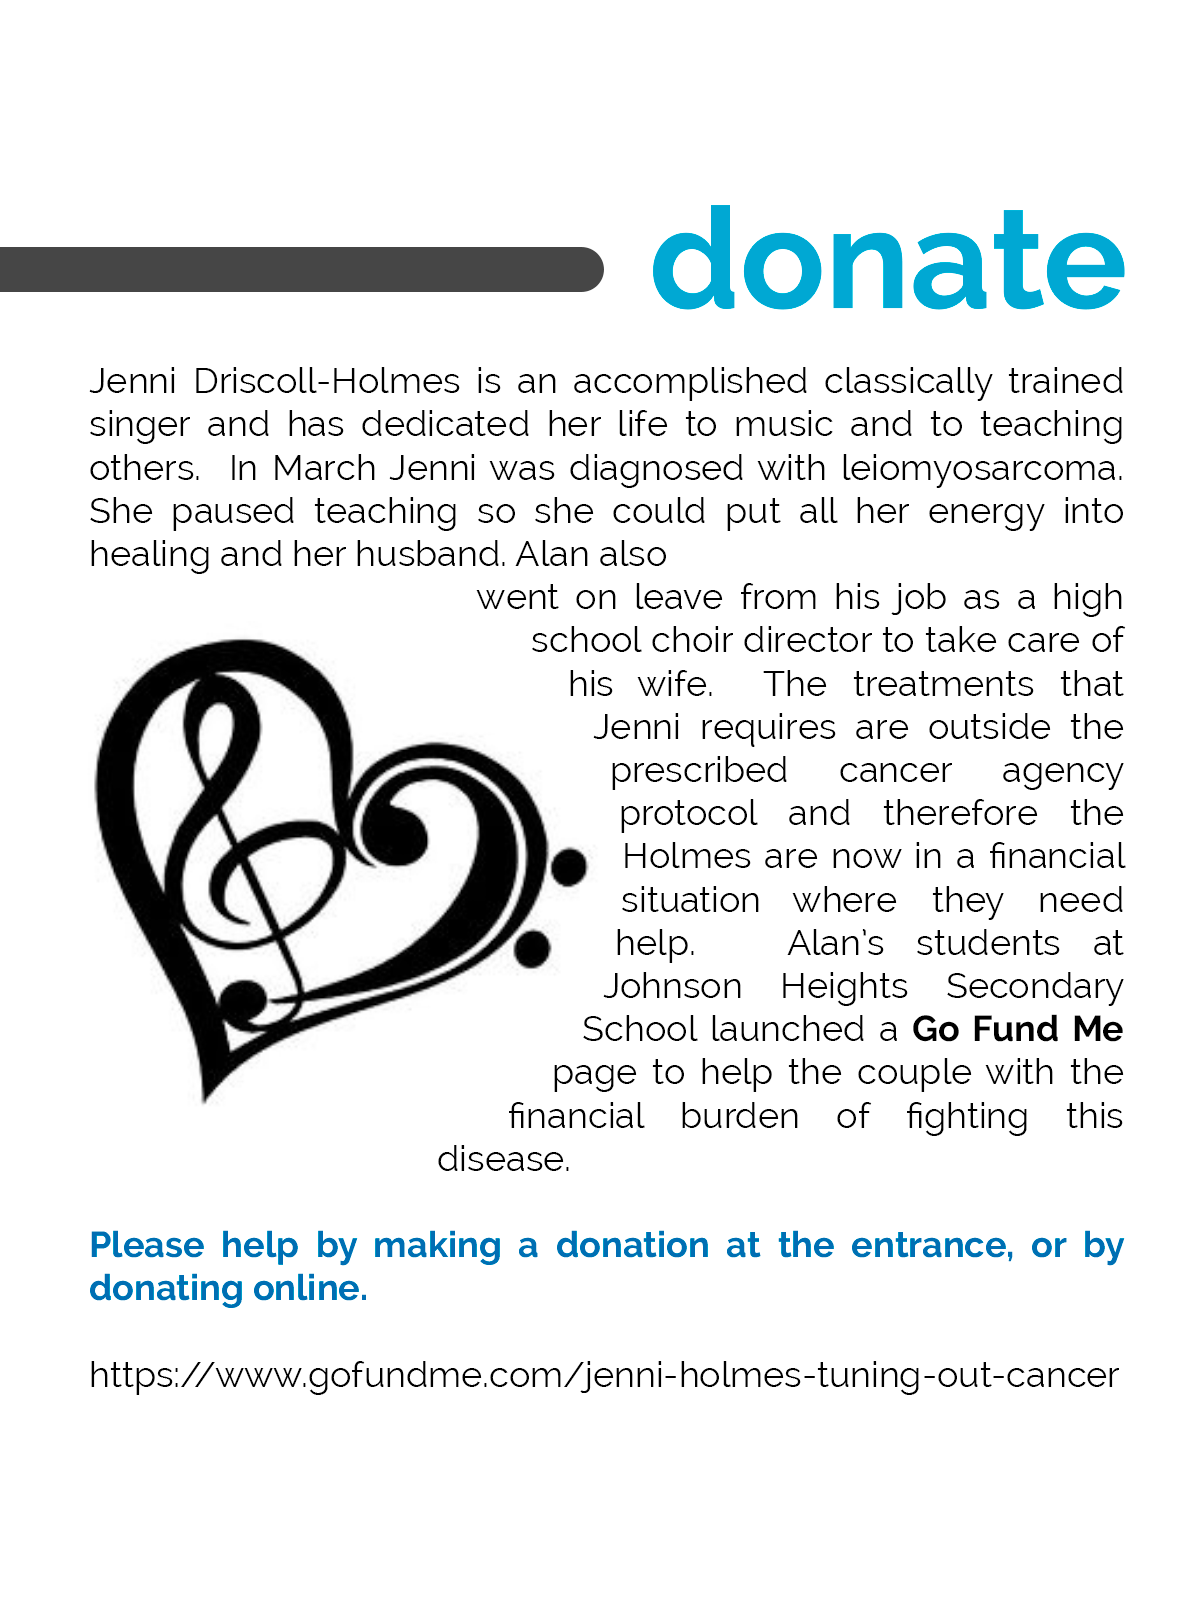 donate
Jenni Driscoll-Holmes is an accomplished classically trained
singer and has dedicated her life to music and to teaching
others. In March Jenni was diagnosed with leiomyosarcoma.
She paused teaching so she could put all her energy into
healing and her husband. Alan also
went on leave from his job as a high
school choir director to take care of
his wife. The treatments that
Jenni requires are outside the
prescribed cancer agency
protocol and therefore the
Holmes are now in a financial
situation where they need
help. Alan's students at
Johnson Heights Secondary
School launched a Go Fund Me
page to help the couple with the
financial burden of fighting this
disease.
Please help by making a donation at the entrance, or by
donating online.
https://www.gofundme.com/jenni-holmes-tuning-out-cancer